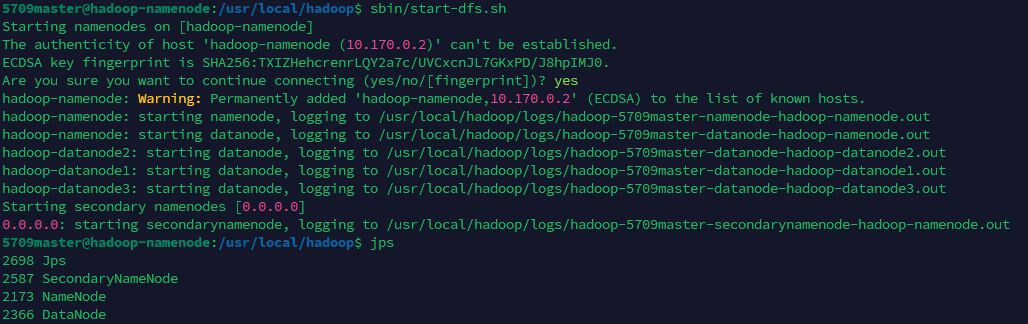 5709master@hadoop-namenode:/usr/local/hadoop$ sbin/start-dfs.sh
Starting namenodes on [hadoop-namenode]
The authenticity of host 'hadoop-namenode (10.170.0.2)' can't be established.
ECDSA key fingerprint is SHA256:TXIZHehcrenrLQY2a7c/UVCxcnJL7GKxPD/J8hpIMJ0.
Are you sure you want to continue connecting (yes/no/[fingerprint])? yes
hadoop-namenode: Warning: Permanently added 'hadoop-namenode,10.170.0.2' (ECDSA) to the list of known hosts.
hadoop-namenode: starting namenode, logging to /usr/local/hadoop/logs/hadoop-5709master-namenode-hadoop-namenode.out
hadoop-namenode: starting datanode, logging to /usr/local/hadoop/logs/hadoop-5709master-datanode-hadoop-namenode.out
hadoop-datanode2: starting datanode, logging to /usr/local/hadoop/logs/hadoop-5709master-datanode-hadoop-datanode2.out
hadoop-datanode1: starting datanode, logging to /usr/local/hadoop/logs/hadoop-5709master-datanode-hadoop-datanode1.out
hadoop-datanode3: starting datanode, logging to /usr/local/hadoop/logs/hadoop-5709master-datanode-hadoop-datanode3.out
Starting secondary namenodes [0.0.0.0]
0.0.0.0: starting secondarynamenode, logging to /usr/local/hadoop/logs/hadoop-5709master-secondarynamenode-hadoop-namenode.out
5709master@hadoop-namenode:/usr/local/hadoop$ jps
2698 Jps
2587 SecondaryNameNode
2173 NameNode
2366 DataNode